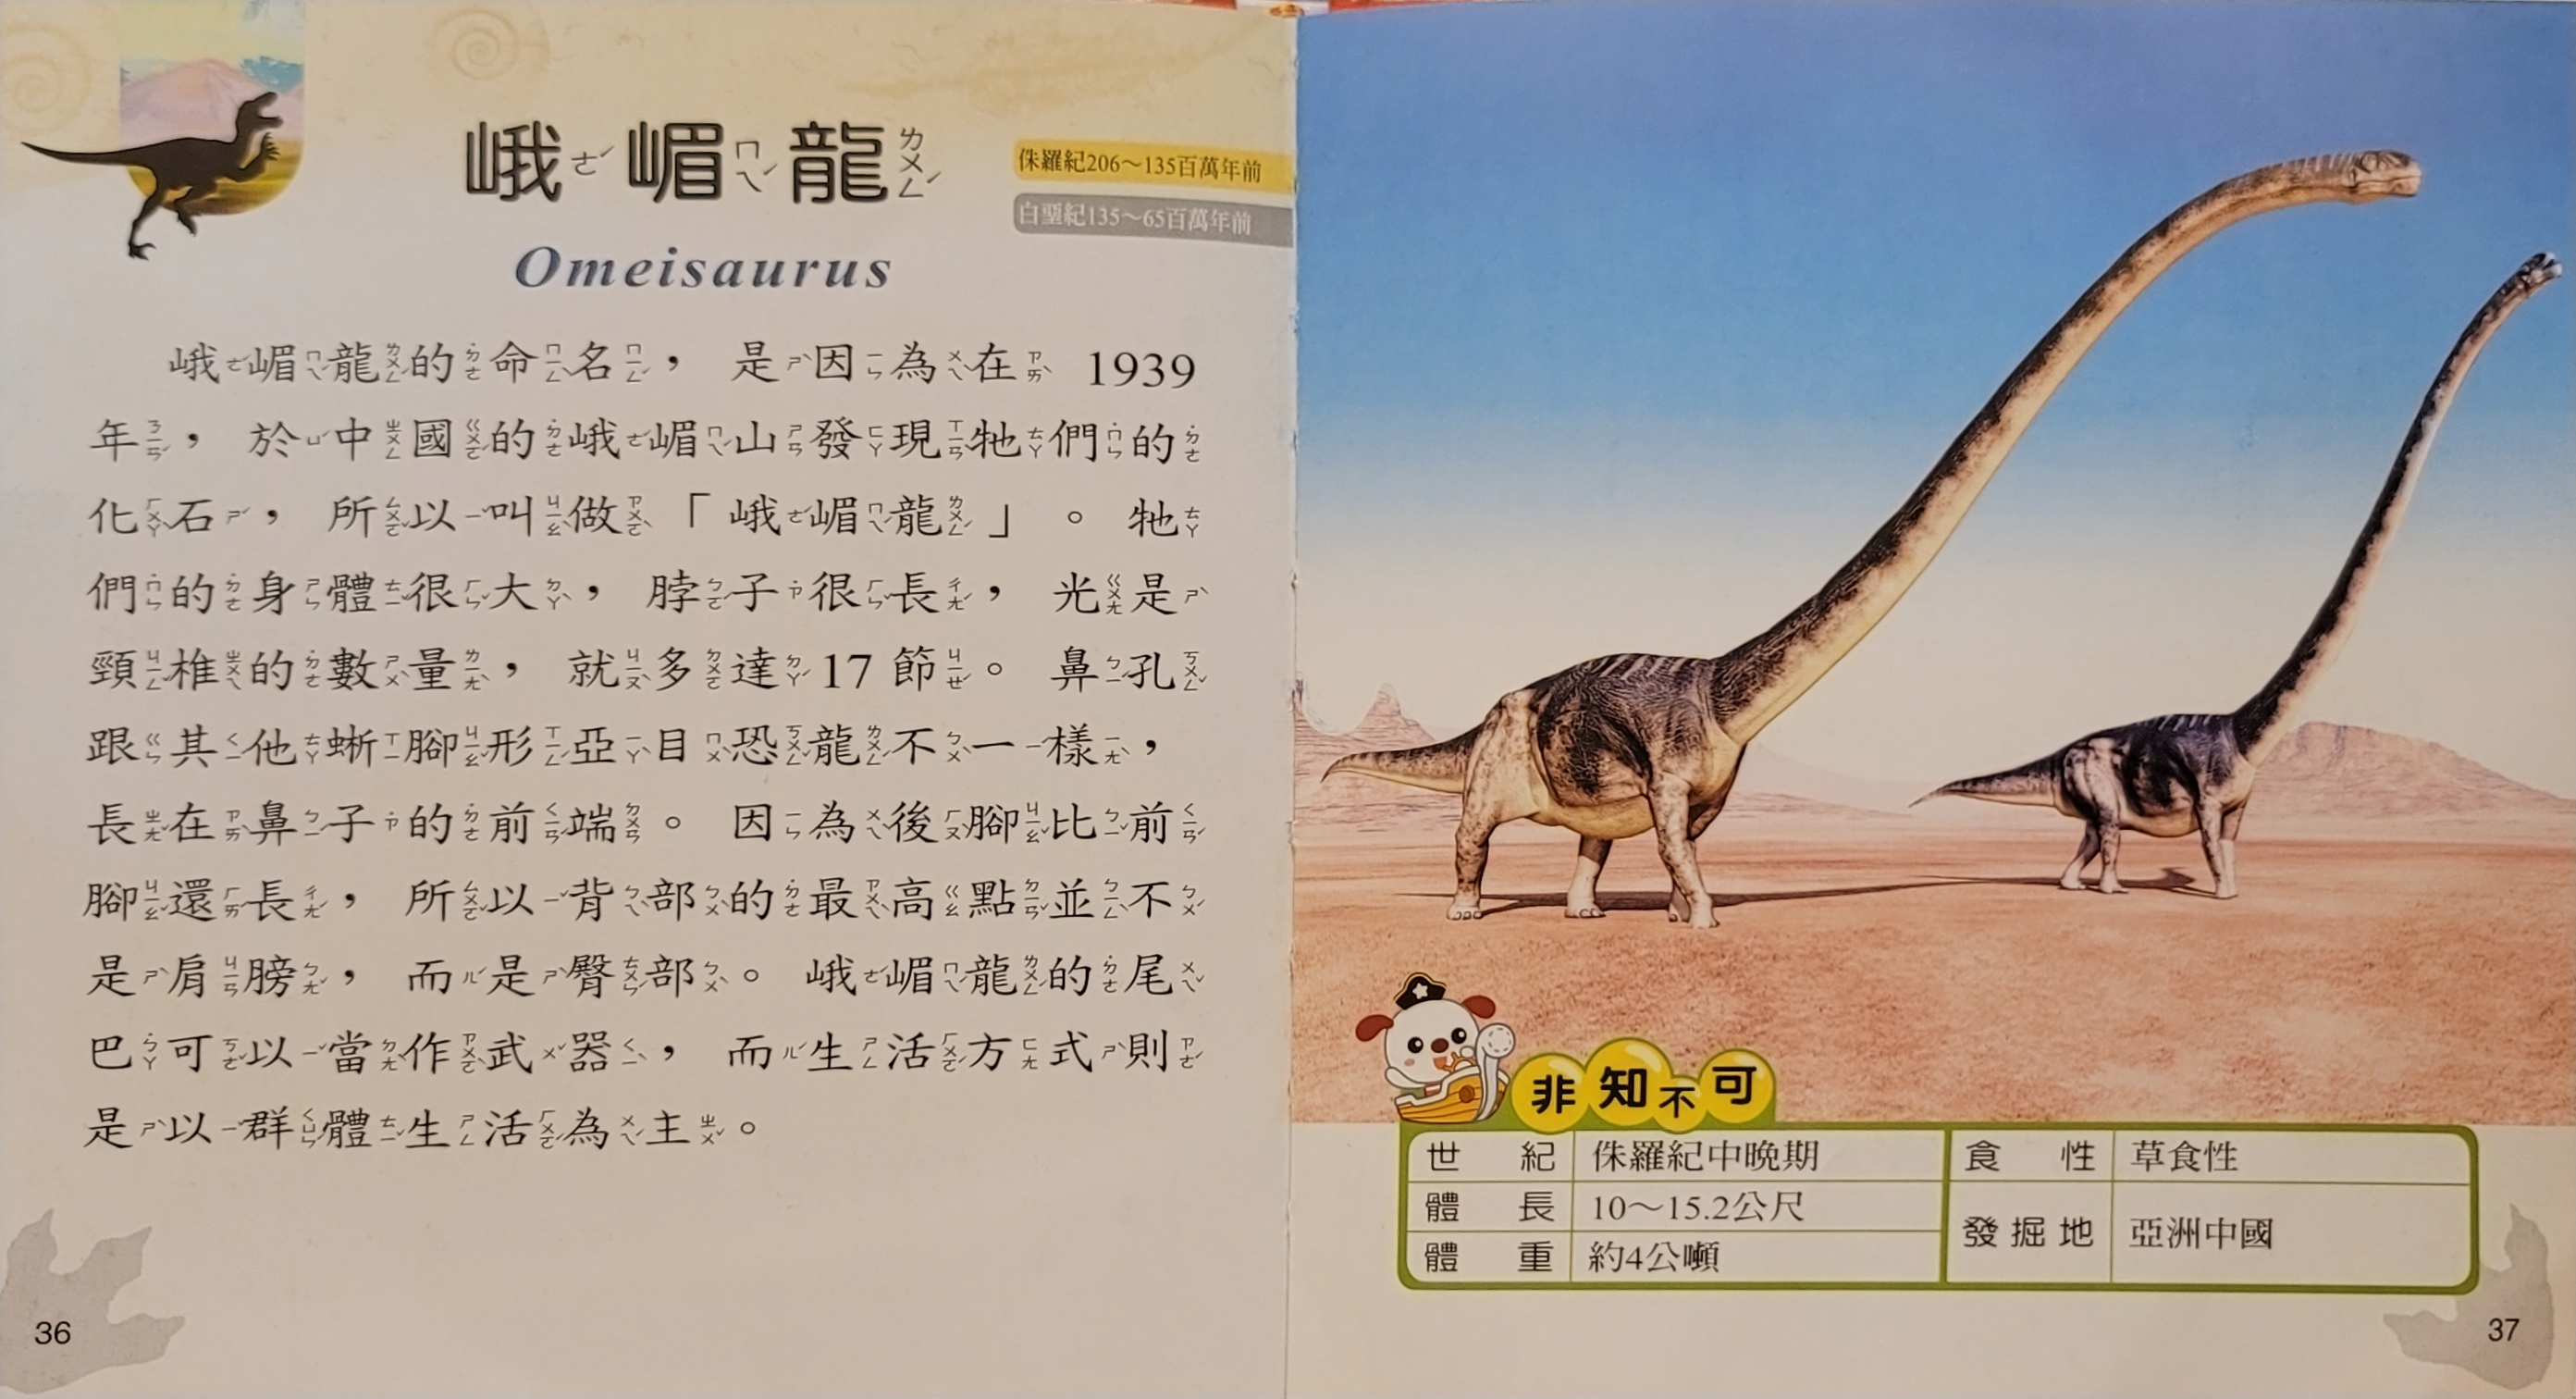 峨嵋龍
ㄜˊ ㄇㄟˊ ㄌㄨㄥˊ
侏羅紀206～135百萬年前
白堊紀135～65百萬年前
Omeisaurus
峨嵋龍的命名，是因為在1939
年，於中國的峨嵋山發現牠們的
化石，所以叫做「峨嵋龍」。牠
們的身體很大，脖子很長，光是
頸椎的數量，就多達17節。鼻孔
跟其他蜥腳形亞目恐龍不一樣，
長在鼻子的前端。因為後腳比前
腳還長，所以背部的最高點並不
是肩膀，而是臀部。峨嵋龍的尾
巴可以當作武器，而生活方式則
是以群體生活為主。
36
非知不可
世紀 侏羅紀中晚期 食性 草食性
體長 10～15.2公尺
發掘地 亞洲中國
體重 約4公噸
37